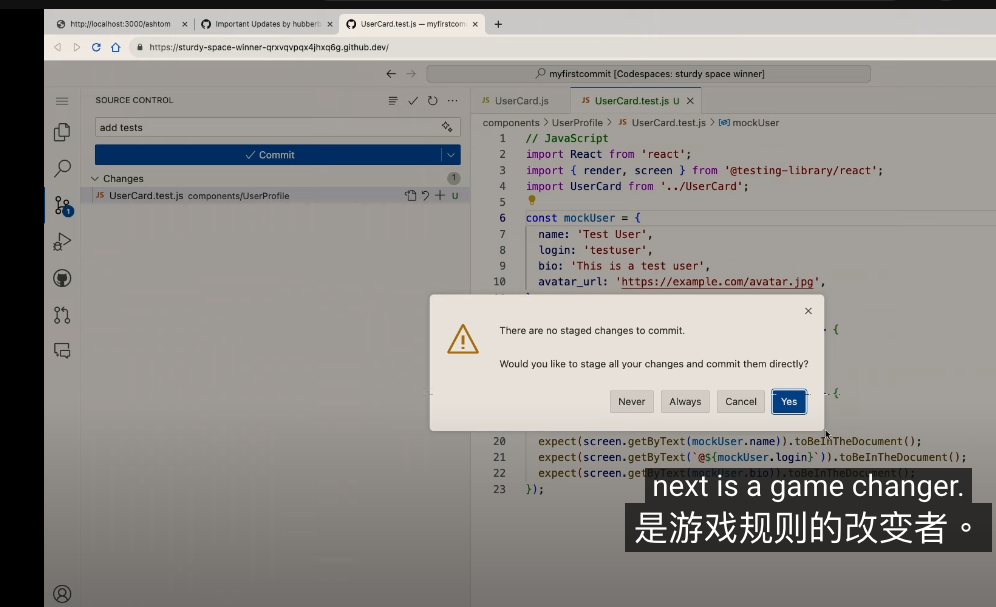 http://localhost:3000/ashtom
Important Updates by hubberb
UserCard.test.js — myfirstcomm
https://sturdy-space-winner-qrxvqvpqx4jhxq6g.github.dev/
myfirstcommit [Codespaces: sturdy space winner]
SOURCE CONTROL
add tests
Commit
Changes
1
JS UserCard.test.js components/UserProfile
U
1
JS UserCard.js
JS UserCard.test.js U
components > UserProfile > JS UserCard.test.js > mockUser
1 // JavaScript
2 import React from 'react';
3 import { render, screen } from '@testing-library/react';
4 import UserCard from '../UserCard';
5
6 const mockUser = {
7 name: 'Test User',
8 login: 'testuser',
9 bio: 'This is a test user',
10 avatar_url: 'https://example.com/avatar.jpg',
{
There are no staged changes to commit.
Would you like to stage all your changes and commit them directly?
Never
Always
Cancel
Yes
{
20 expect(screen.getByText(mockUser.name)).toBeInTheDocument();
21 expect(screen.getByText(`@${mockUser.login}`)).toBeInTheDocument();
22 expect(screen.getByText(mockUser.bio)).toBeInTheDocument();
23 });
next is a game changer.
是游戏规则的改变者。